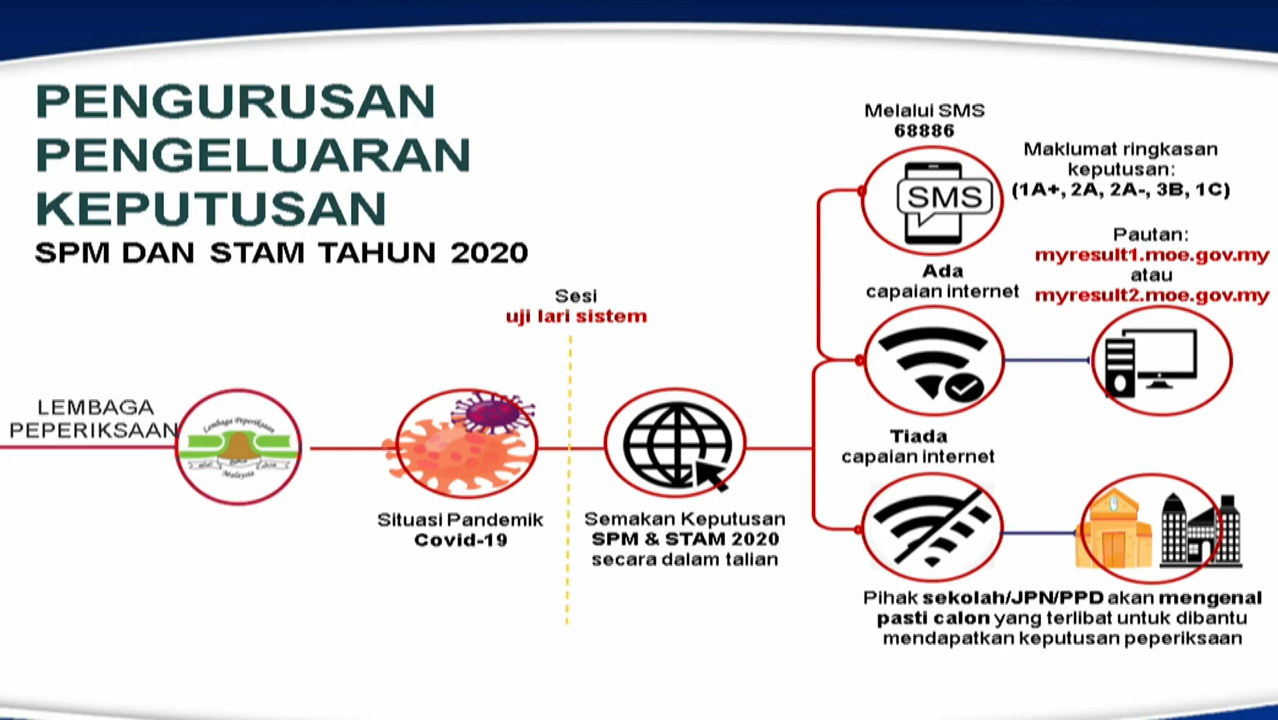 PENGURUSAN
PENGELUARAN
KEPUTUSAN
SPM DAN STAM TAHUN 2020
LEMBAGA
PEPERIKSAAN
Lembaga Peperiksaan
Malaysia
Situasi Pandemik
Covid-19
Sesi
uji lari sistem
Semakan Keputusan
SPM & STAM 2020
secara dalam talian
Melalui SMS
68886
SMS
Maklumat ringkasan
keputusan:
(1A+, 2A, 2A-, 3B, 1C)
Ada
capaian internet
Pautan:
myresult1.moe.gov.my
atau
myresult2.moe.gov.my
Tiada
capaian internet
Pihak sekolah/JPN/PPD akan mengenal
pasti calon yang terlibat untuk dibantu
mendapatkan keputusan peperiksaan